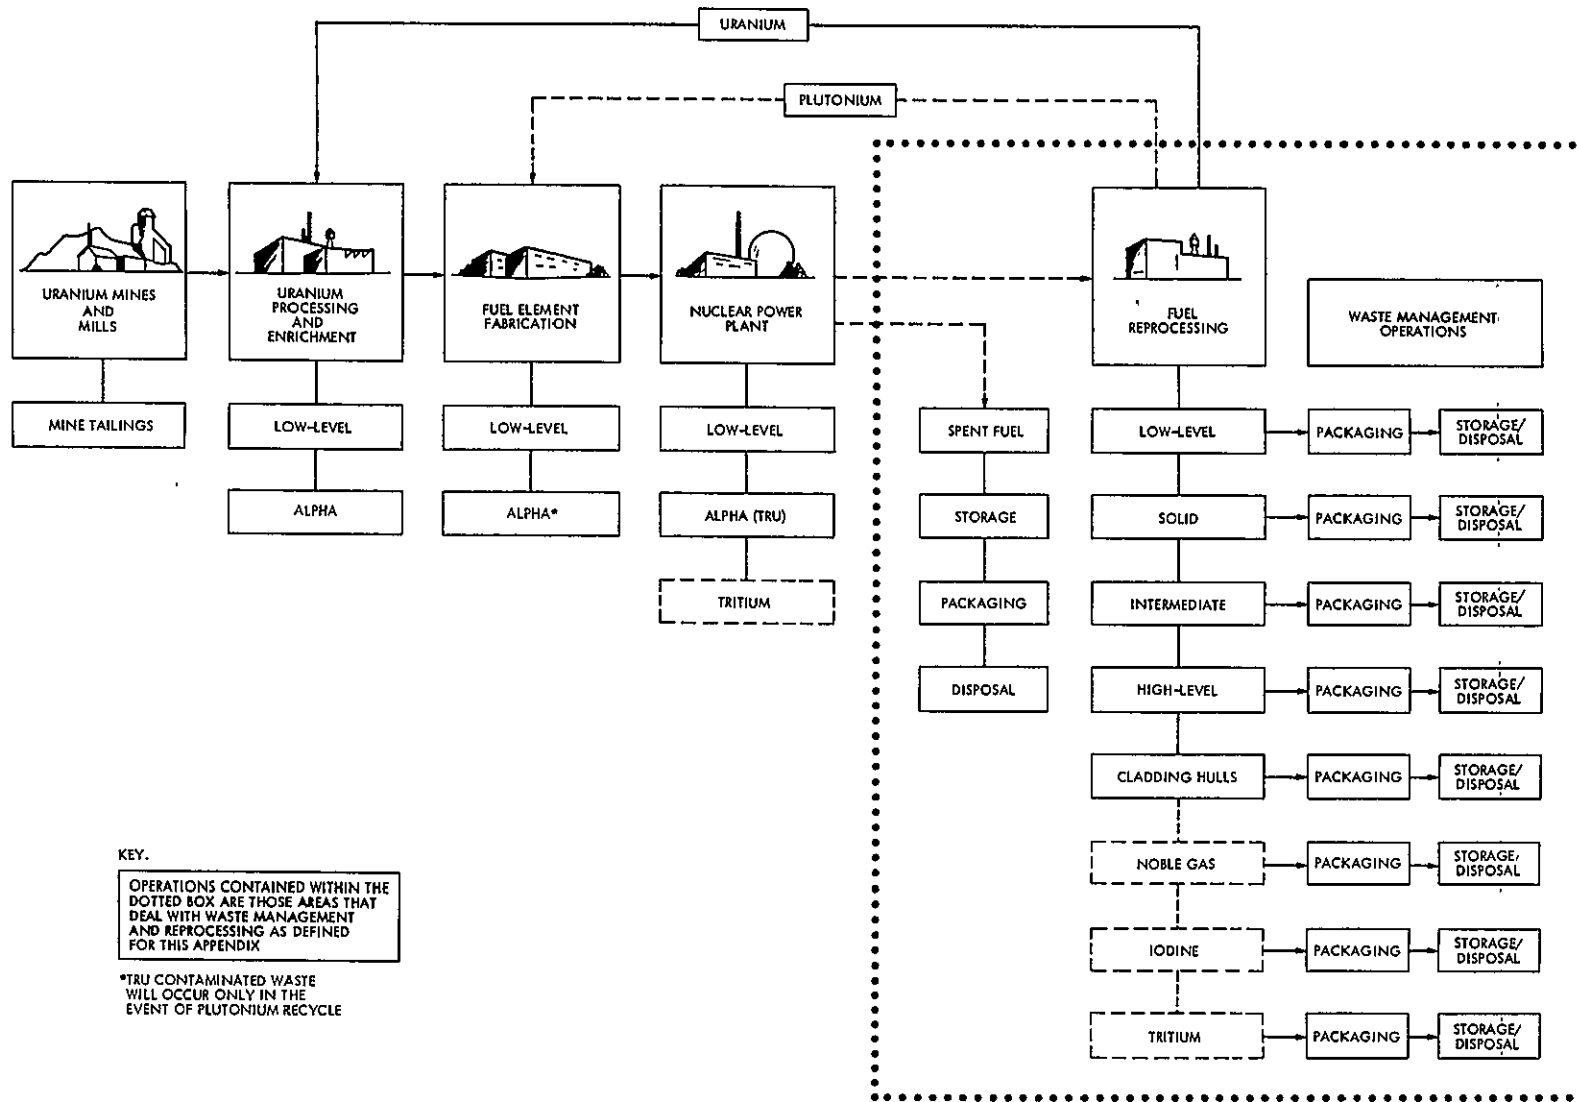 URANIUM
PLUTONIUM
URANIUM MINES
AND
MILLS
URANIUM
PROCESSING
AND
ENRICHMENT
FUEL ELEMENT
FABRICATION
NUCLEAR POWER
PLANT
FUEL
REPROCESSING
WASTE MANAGEMENT
OPERATIONS
MINE TAILINGS
LOW-LEVEL
LOW-LEVEL
LOW-LEVEL
SPENT FUEL
LOW-LEVEL
PACKAGING
STORAGE/
DISPOSAL
ALPHA
ALPHA*
ALPHA (TRU)
STORAGE
SOLID
PACKAGING
STORAGE/
DISPOSAL
TRITIUM
PACKAGING
INTERMEDIATE
PACKAGING
STORAGE/
DISPOSAL
DISPOSAL
HIGH-LEVEL
PACKAGING
STORAGE/
DISPOSAL
CLADDING HULLS
PACKAGING
STORAGE/
DISPOSAL
NOBLE GAS
PACKAGING
STORAGE/
DISPOSAL
IODINE
PACKAGING
STORAGE/
DISPOSAL
TRITIUM
PACKAGING
STORAGE/
DISPOSAL
KEY.
OPERATIONS CONTAINED WITHIN THE
DOTTED BOX ARE THOSE AREAS THAT
DEAL WITH WASTE MANAGEMENT
AND REPROCESSING AS DEFINED
FOR THIS APPENDIX
*TRU CONTAMINATED WASTE
WILL OCCUR ONLY IN THE
EVENT OF PLUTONIUM RECYCLE